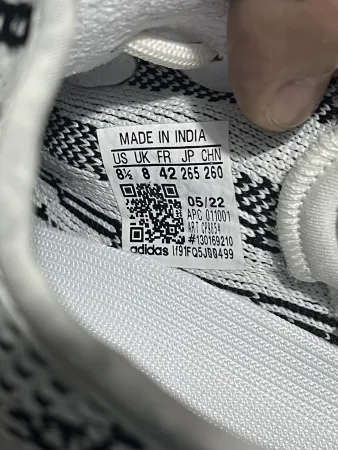 R
MADE IN INDIA
US UK FR JP CHN
8½ 8 42 265 260
05/22
APC 011001
ART CP9654
#130169210
adidas lf91FQ5J00499